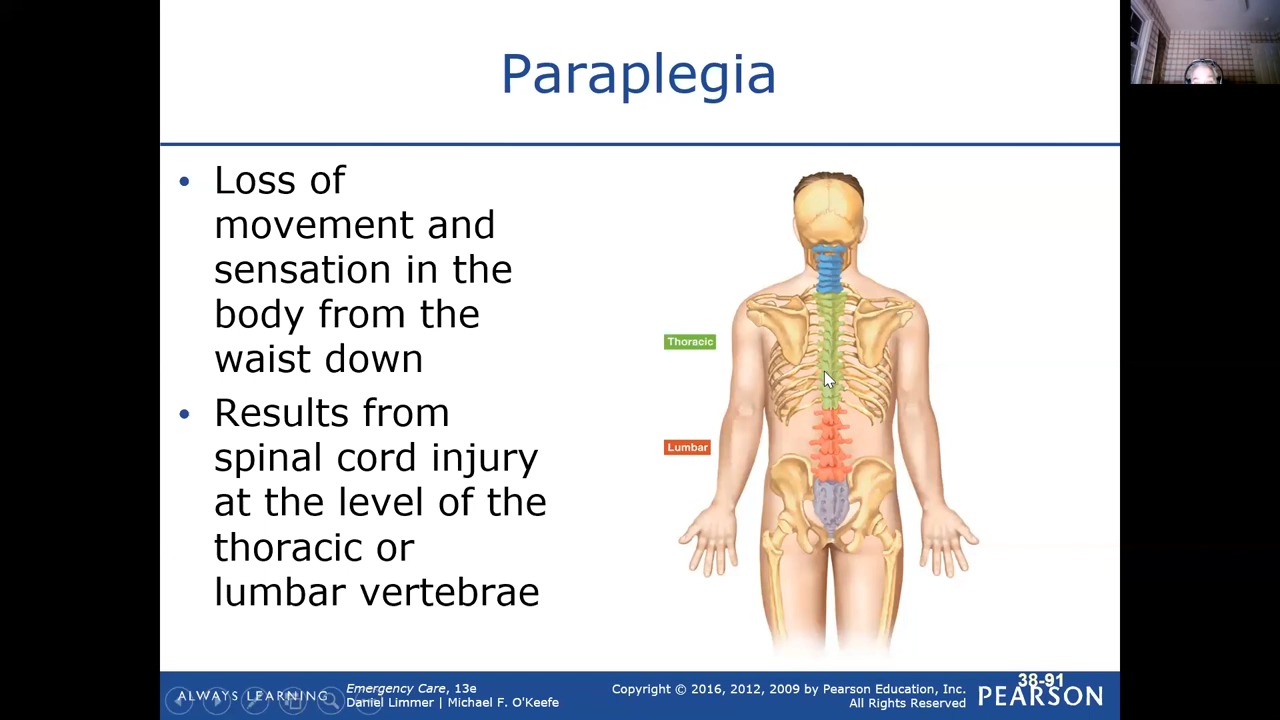 Paraplegia
• Loss of
movement and
sensation in the
body from the
waist down
• Results from
spinal cord injury
at the level of the
thoracic or
lumbar vertebrae
Thoracic
Lumbar
ALWAYS LEARNING
Emergency Care, 13e
Daniel Limmer | Michael F. O'Keefe
Copyright © 2016, 2012, 2009 by Pearson Education, Inc.
All Rights Reserved
38-91
PEARSON